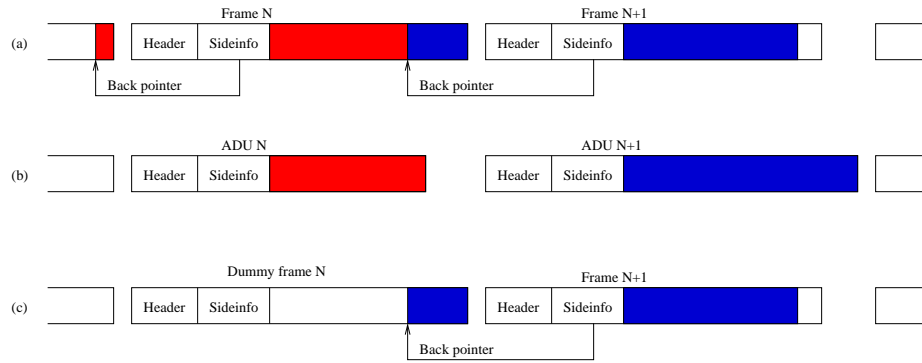 Frame N Frame N+1
(a) Header Sideinfo Header Sideinfo
Back pointer Back pointer
ADU N ADU N+1
(b) Header Sideinfo Header Sideinfo
Dummy frame N Frame N+1
(c) Header Sideinfo Header Sideinfo
Back pointer